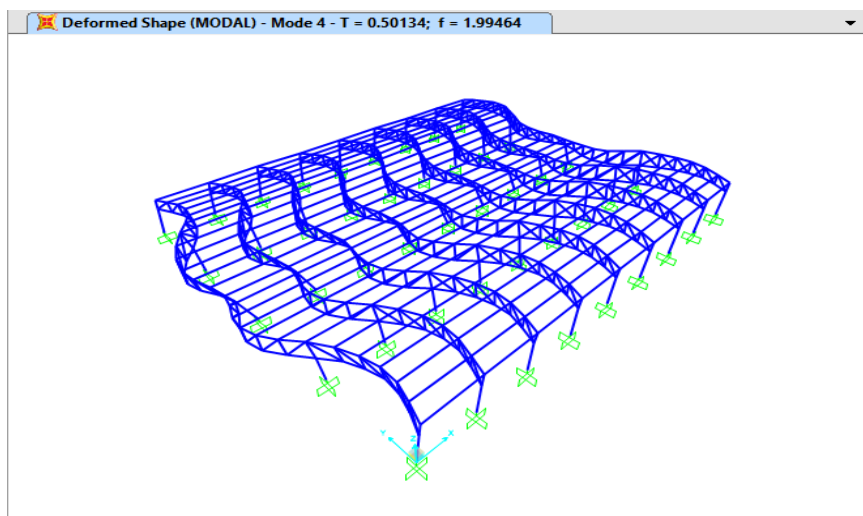 Deformed Shape (MODAL) - Mode 4 - T = 0.50134; f = 1.99464
Y
Z
X